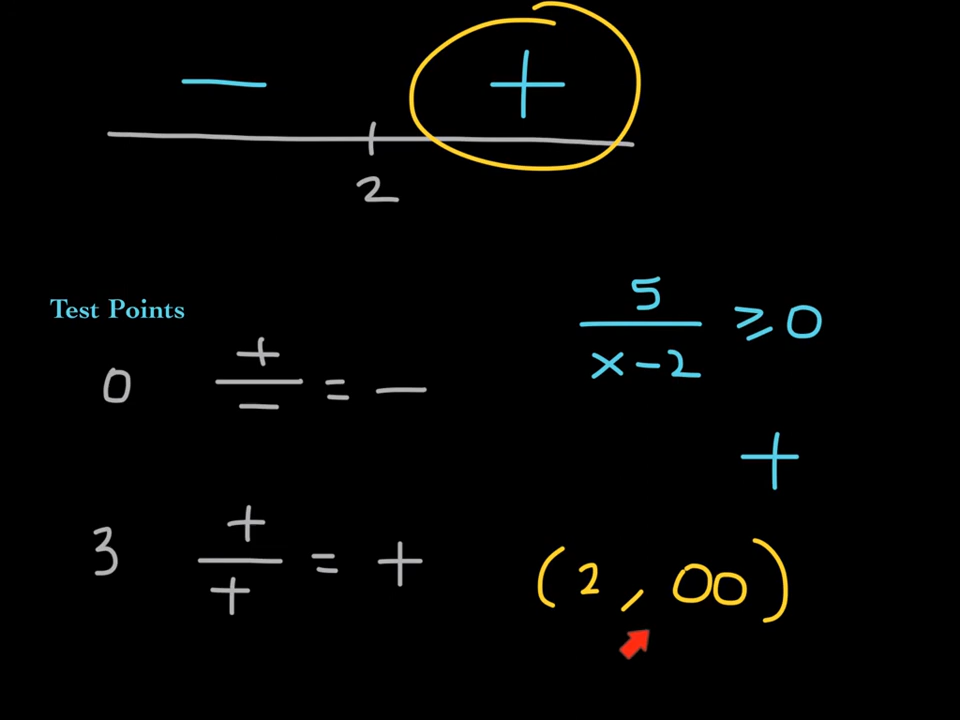 − +
2
Test Points
5/(x−2) ≥ 0
0 +/− = −
+
3 +/+ = +
(2, ∞)